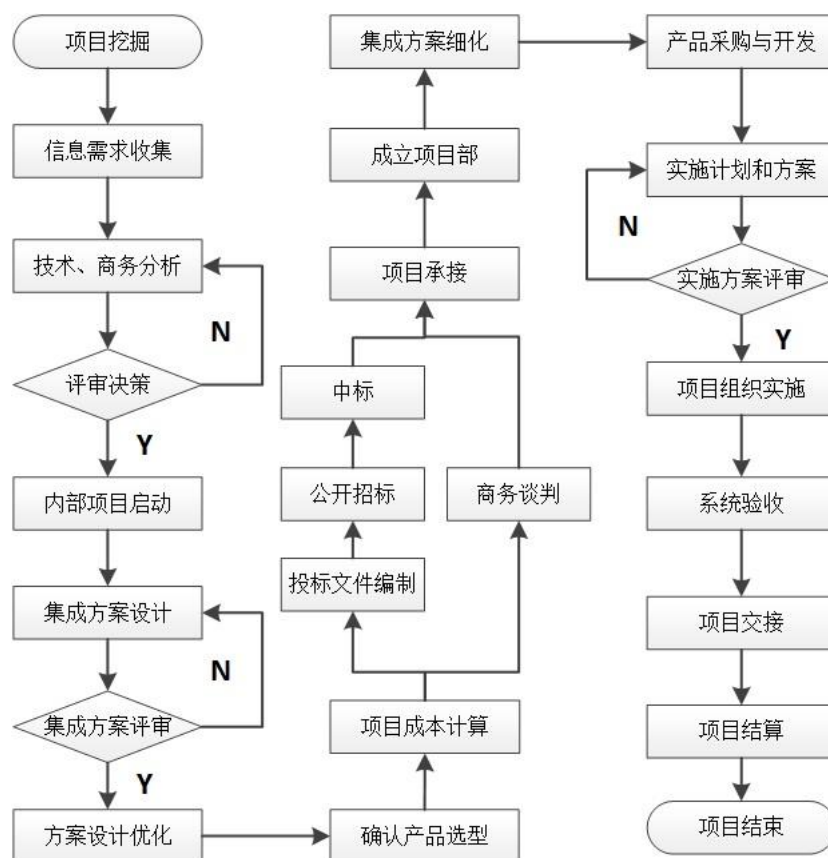 项目挖掘
信息需求收集
技术、商务分析
N
评审决策
Y
内部项目启动
集成方案设计
N
集成方案评审
Y
方案设计优化
确认产品选型
项目成本计算
投标文件编制
公开招标
中标
商务谈判
项目承接
成立项目部
集成方案细化
产品采购与开发
实施计划和方案
N
实施方案评审
Y
项目组织实施
系统验收
项目交接
项目结算
项目结束